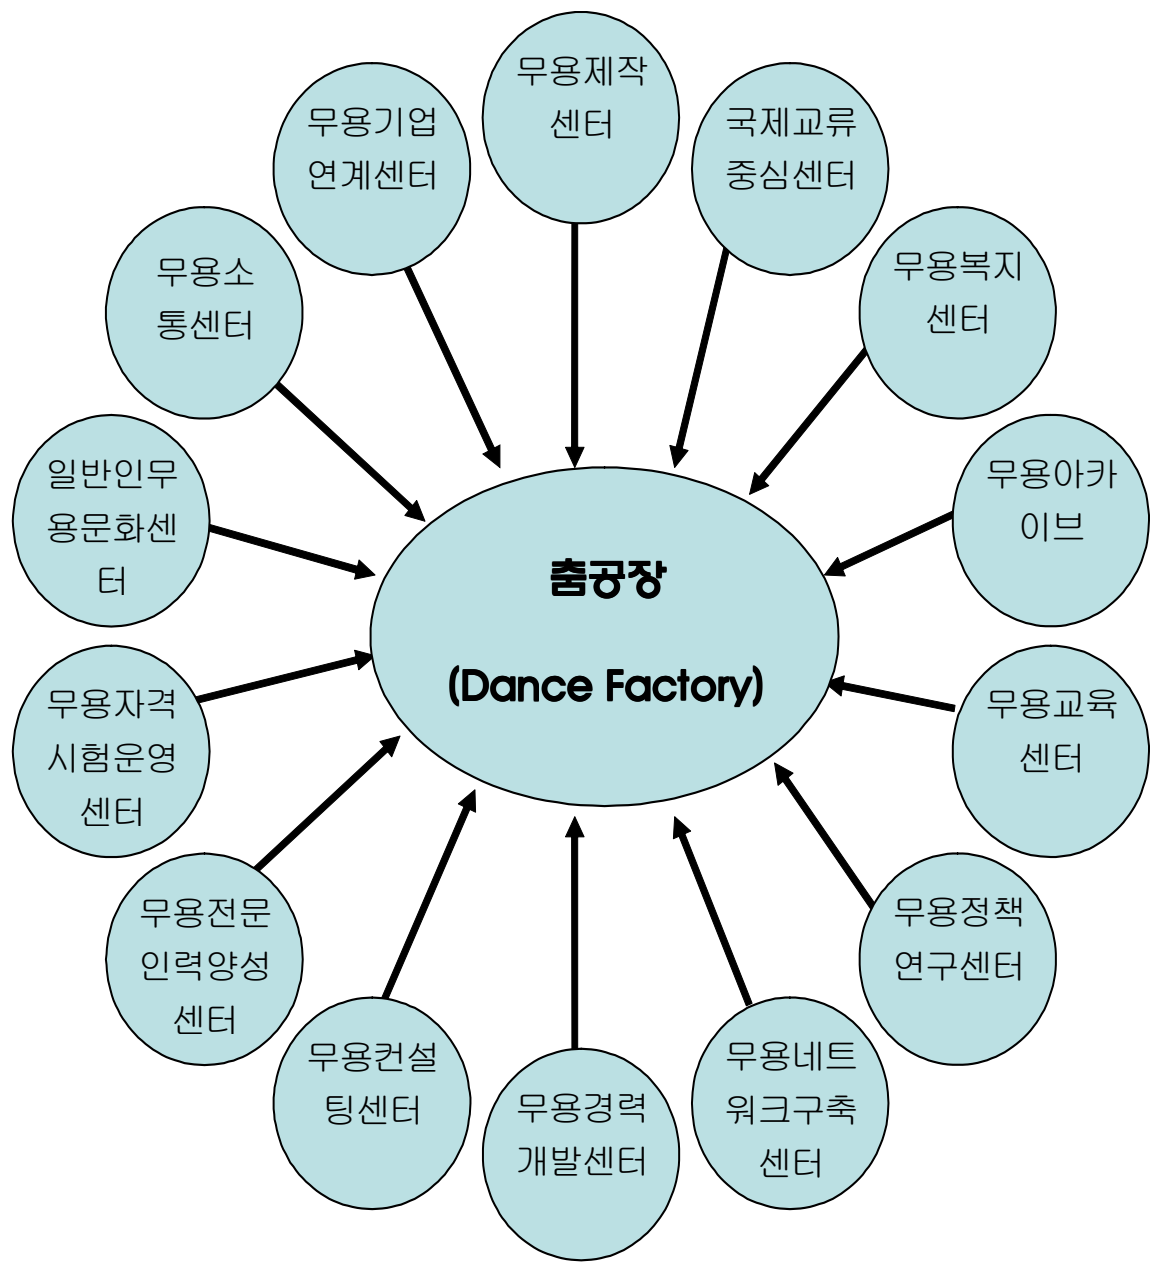 무용제작
센터
국제교류
중심센터
무용복지
센터
무용아카
이브
무용교육
센터
무용정책
연구센터
무용네트
워크구축
센터
무용경력
개발센터
무용컨설
팅센터
무용전문
인력양성
센터
무용자격
시험운영
센터
일반인무
용문화센
터
무용소
통센터
무용기업
연계센터
춤공장
(Dance Factory)